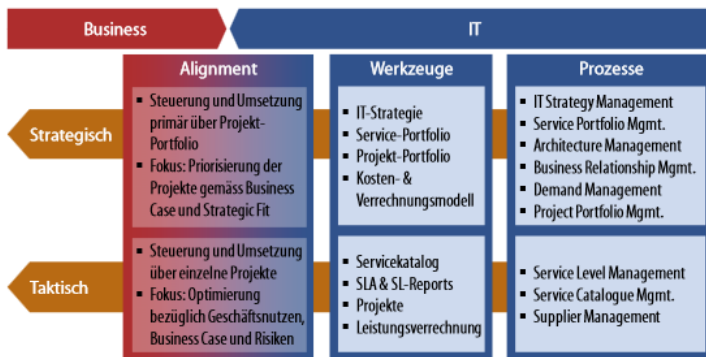 Business
IT
Alignment
Werkzeuge
Prozesse
Strategisch
▪ Steuerung und Umsetzung
primär über Projekt-
Portfolio
▪ Fokus: Priorisierung der
Projekte gemäss Business
Case und Strategic Fit
▪ IT-Strategie
▪ Service-Portfolio
▪ Projekt-Portfolio
▪ Kosten- &
Verrechnungsmodell
▪ IT Strategy Management
▪ Service Portfolio Mgmt.
▪ Architecture Management
▪ Business Relationship Mgmt.
▪ Demand Management
▪ Project Portfolio Mgmt.
Taktisch
▪ Steuerung und Umsetzung
über einzelne Projekte
▪ Fokus: Optimierung
bezüglich Geschäftsnutzen,
Business Case und Risiken
▪ Servicekatalog
▪ SLA & SL-Reports
▪ Projekte
▪ Leistungsverrechnung
▪ Service Level Management
▪ Service Catalogue Mgmt.
▪ Supplier Management